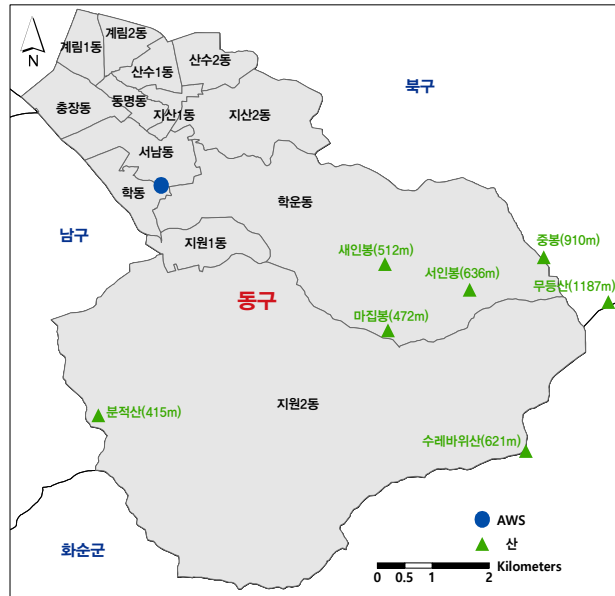 계림2동
계림1동
산수2동
산수1동
N
북구
동명동
충장동
지산1동
지산2동
서남동
학동
학운동
남구
지원1동
중봉(910m)
새인봉(512m)
서인봉(636m)
무등산(1187m)
동구
마집봉(472m)
지원2동
분적산(415m)
수레바위산(621m)
AWS
산
화순군
Kilometers
0 0.5 1 2